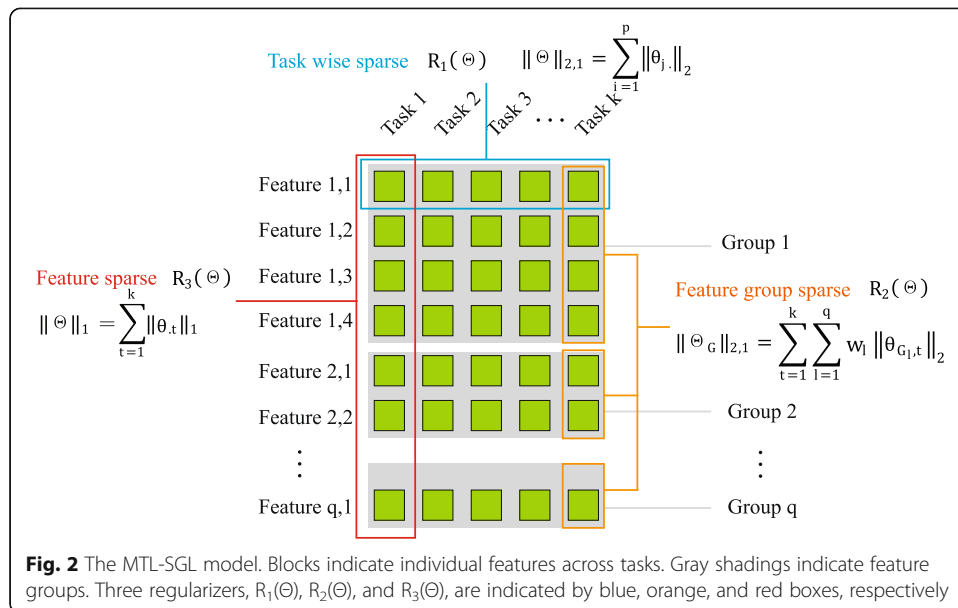 Task wise sparse R₁(Θ) ‖Θ‖₂,₁ = ∑ᵢ₌₁ᵖ ‖θⱼ.‖₂
Task 1 Task 2 Task 3 ··· Task k
Feature 1,1
Feature 1,2
Group 1
Feature 1,3
Feature sparse R₃(Θ)
‖Θ‖₁ = ∑ₜ₌₁ᵏ ‖θ.ₜ‖₁
Feature group sparse R₂(Θ)
‖Θ_G‖₂,₁ = ∑ₜ₌₁ᵏ ∑ₗ₌₁^q wₗ ‖θ_{Gₗ,t}‖₂
Feature 1,4
Feature 2,1
Feature 2,2
Group 2
⋮ ⋮
Feature q,1
Group q
Fig. 2 The MTL-SGL model. Blocks indicate individual features across tasks. Gray shadings indicate feature
groups. Three regularizers, R₁(Θ), R₂(Θ), and R₃(Θ), are indicated by blue, orange, and red boxes, respectively